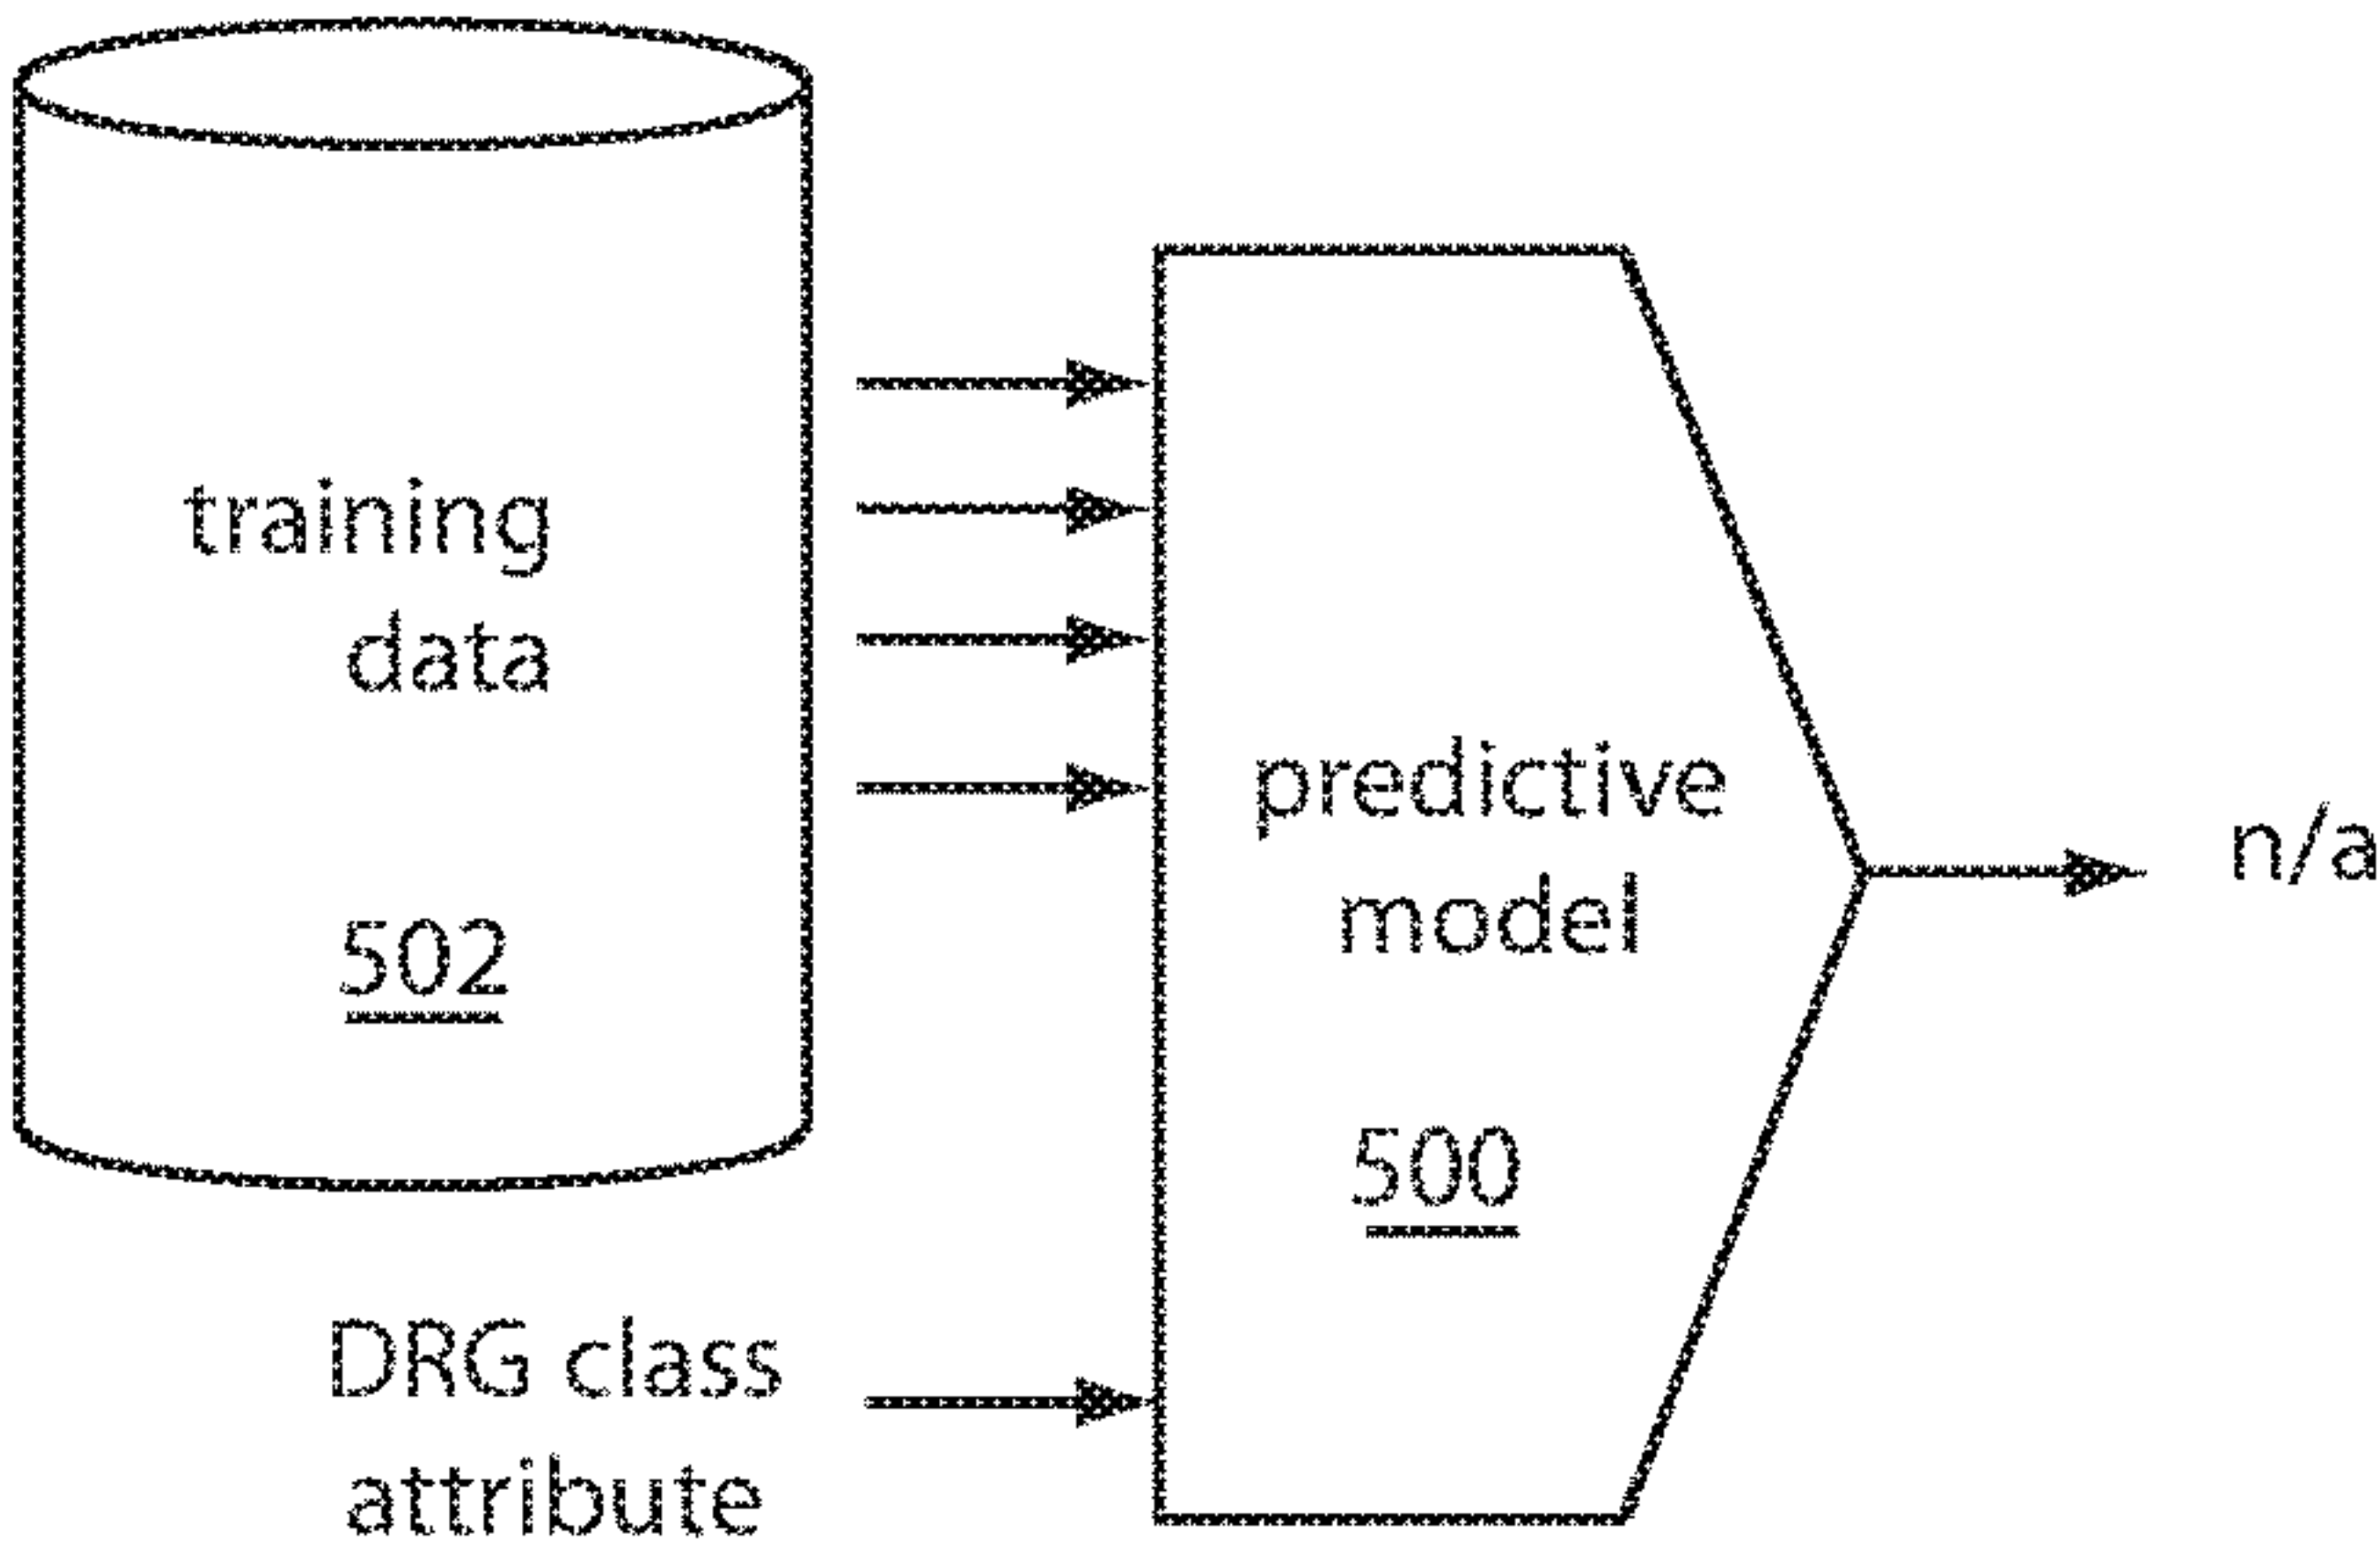 training
data
502
DRG class
attribute
predictive
model
500
n/a